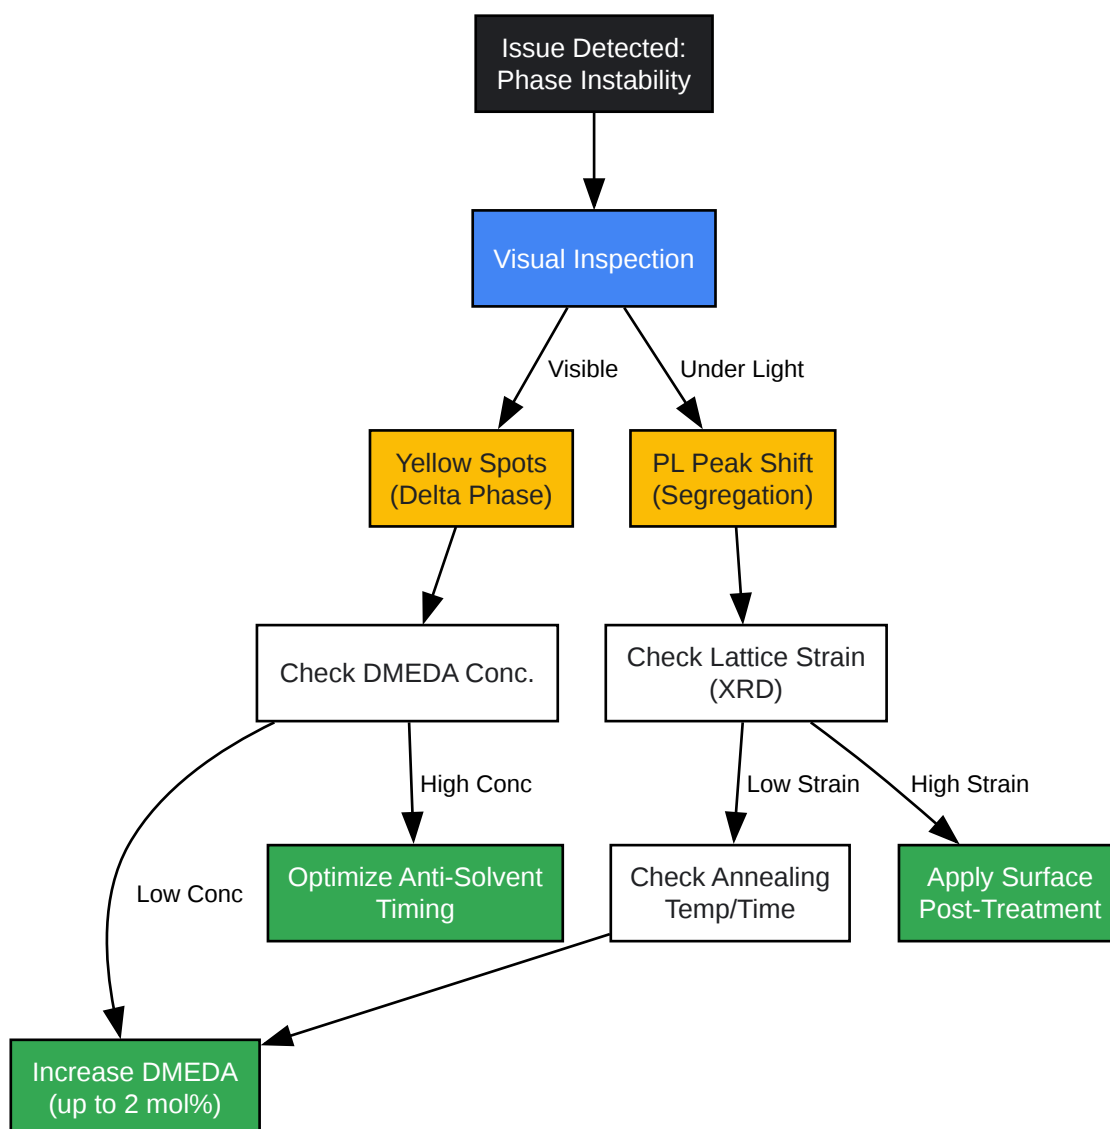 Issue Detected:
Phase Instability
Visual Inspection
Visible
Under Light
Yellow Spots
(Delta Phase)
PL Peak Shift
(Segregation)
Check DMEDA Conc.
Check Lattice Strain
(XRD)
High Conc
Low Strain
High Strain
Low Conc
Optimize Anti-Solvent
Timing
Check Annealing
Temp/Time
Apply Surface
Post-Treatment
Increase DMEDA
(up to 2 mol%)